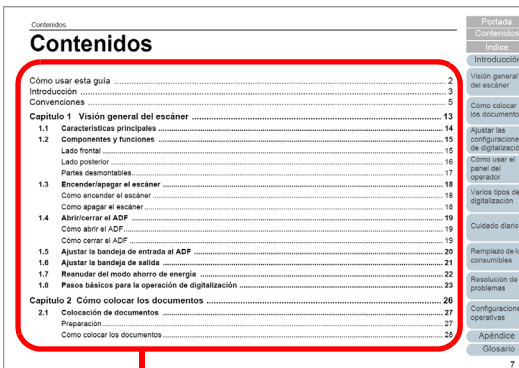 Contenidos
Contenidos
Cómo usar esta guía 2
Introducción 3
Convenciones 5
Capítulo 1 Visión general del escáner 13
1.1 Características principales 14
1.2 Componentes y funciones 15
Lado frontal 15
Lado posterior 16
Partes desmontables 17
1.3 Encender/apagar el escáner 18
Cómo encender el escáner 18
Cómo apagar el escáner 18
1.4 Abrir/cerrar el ADF 19
Cómo abrir el ADF 19
Cómo cerrar el ADF 19
1.5 Ajustar la bandeja de entrada al ADF 20
1.6 Ajustar la bandeja de salida 21
1.7 Reanudar del modo ahorro de energía 22
1.8 Pasos básicos para la operación de digitalización 23
Capítulo 2 Cómo colocar los documentos 26
2.1 Colocación de documentos 27
Preparación 27
Cómo colocar los documentos 28
Portada
Contenidos
Índice
Introducción
Visión general
del escáner
Cómo colocar
los documento
Ajustar las
configuracione
de digitalizació
Cómo usar el
panel del
operador
Varios tipos de
digitalización
Cuidado diario
Remplazo de lo
consumibles
Resolución de
problemas
Configuracione
operativas
Apéndice
Glosario
7